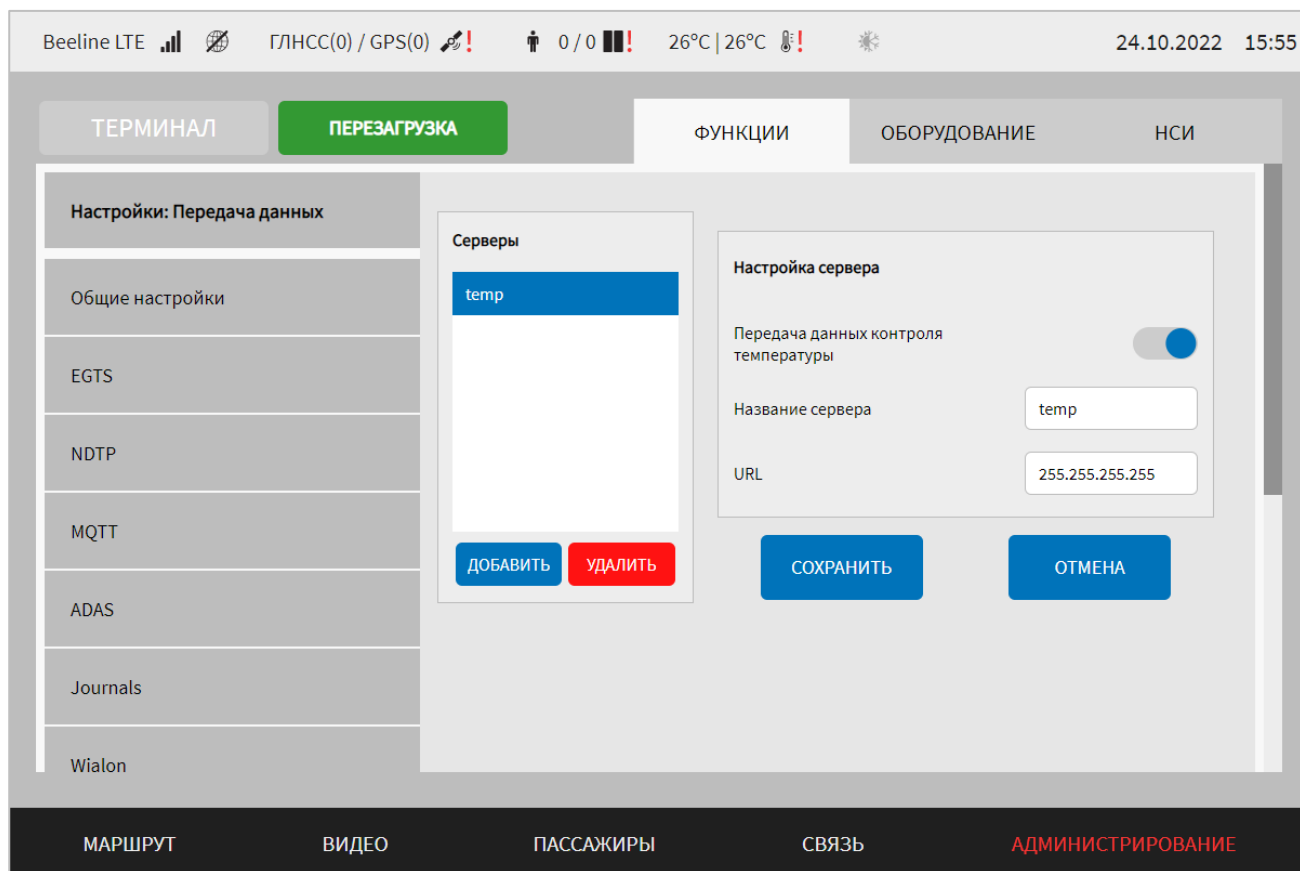 Beeline LTE ГЛНСС(0) / GPS(0) ! 0 / 0 ! 26°C | 26°C ! 24.10.2022 15:55
ТЕРМИНАЛ ПЕРЕЗАГРУЗКА ФУНКЦИИ ОБОРУДОВАНИЕ НСИ
Настройки: Передача данных
Общие настройки
EGTS
NDTP
MQTT
ADAS
Journals
Wialon
Серверы
temp
ДОБАВИТЬ УДАЛИТЬ
Настройка сервера
Передача данных контроля
температуры
Название сервера temp
URL 255.255.255.255
СОХРАНИТЬ ОТМЕНА
МАРШРУТ ВИДЕО ПАССАЖИРЫ СВЯЗЬ АДМИНИСТРИРОВАНИЕ